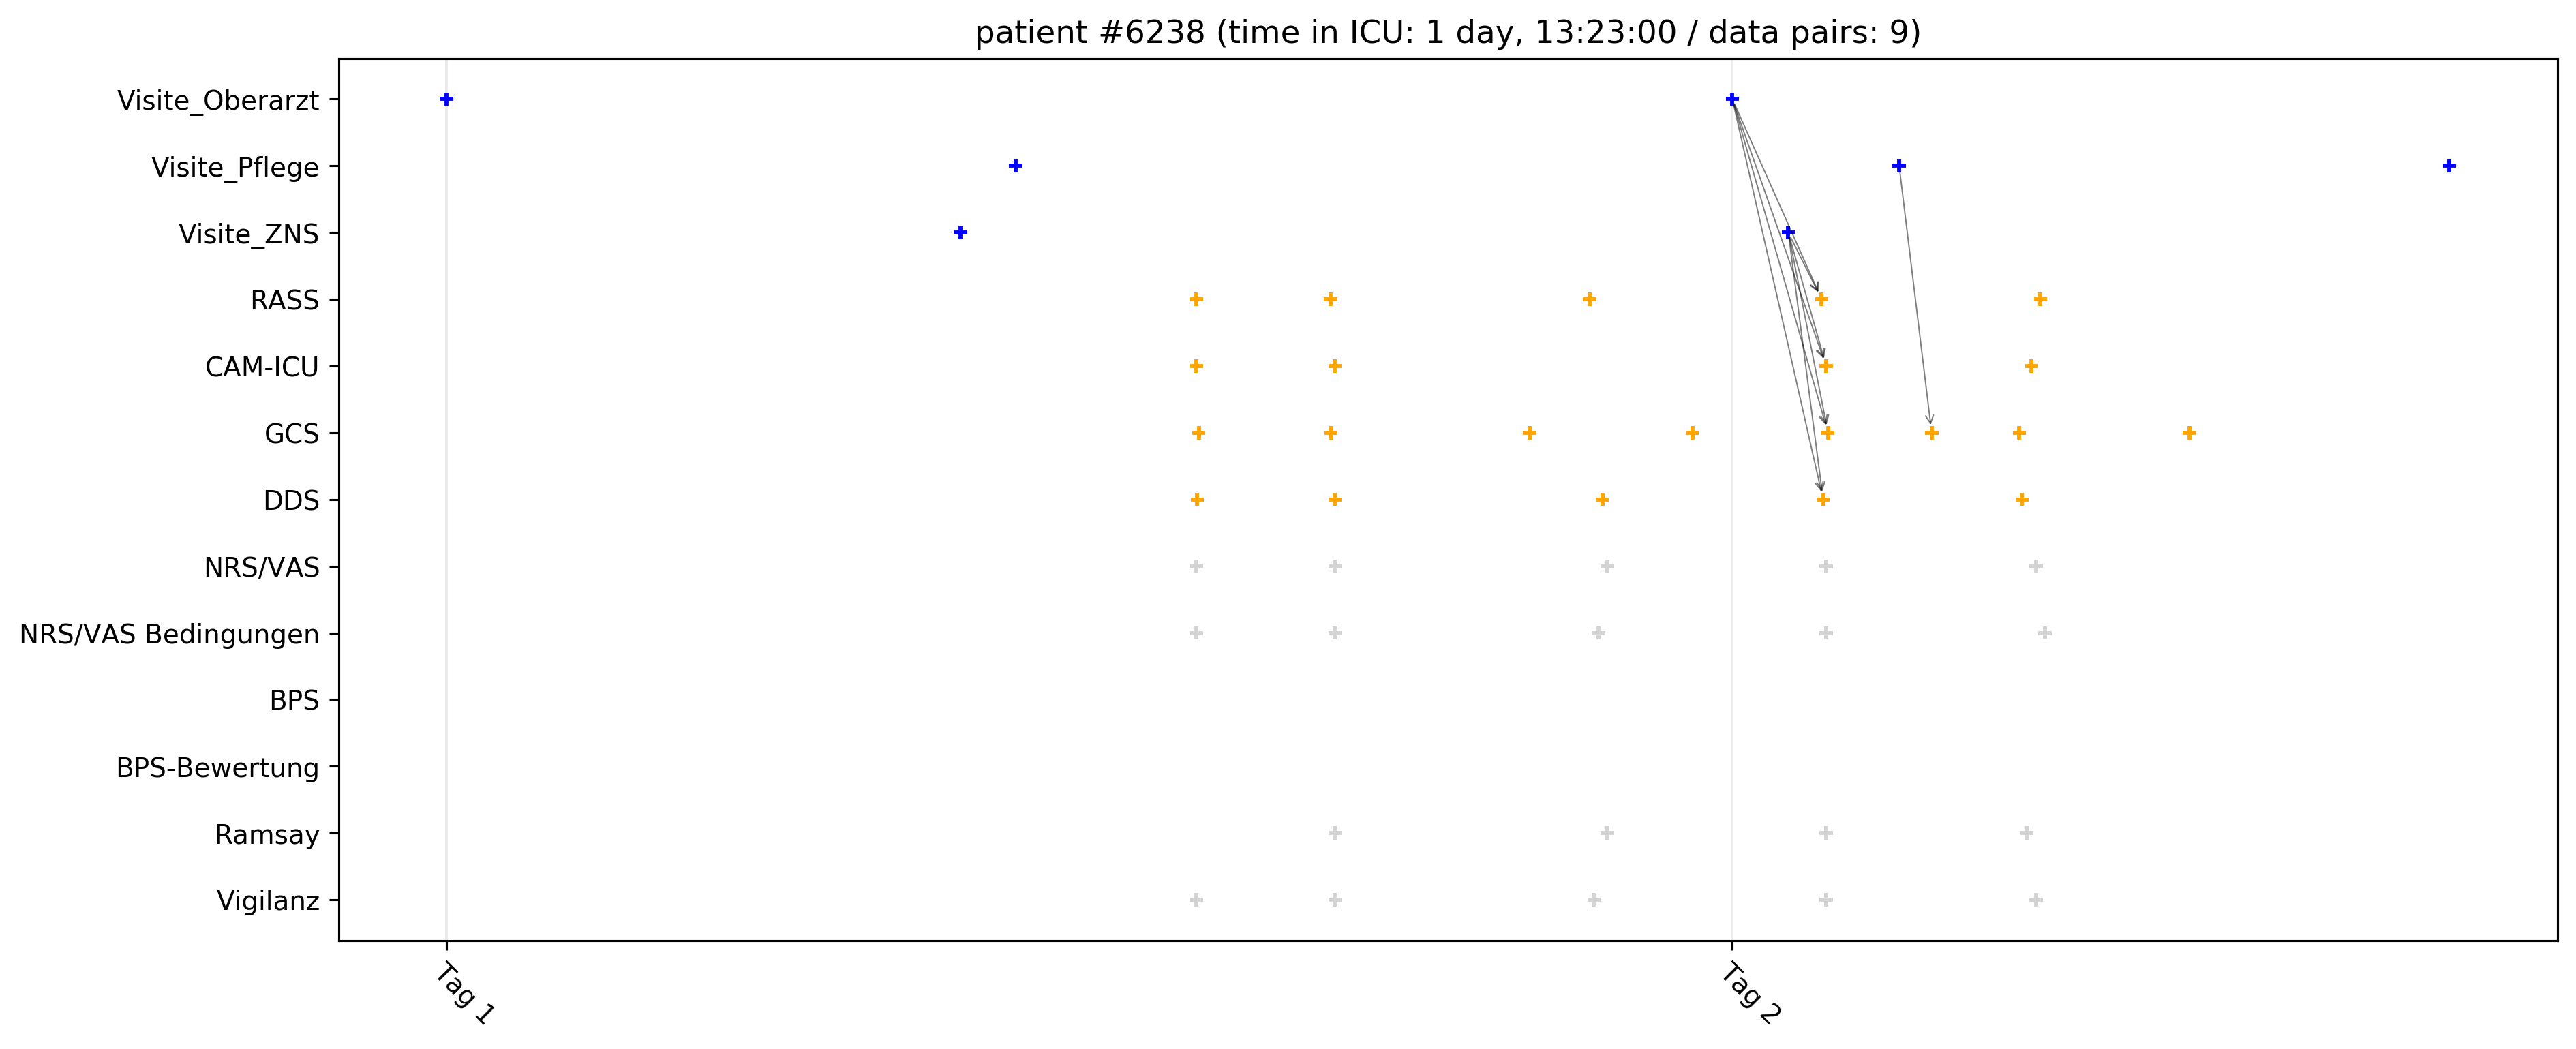 patient #6238 (time in ICU: 1 day, 13:23:00 / data pairs: 9)
Visite_Oberarzt
Visite_Pflege
Visite_ZNS
RASS
CAM-ICU
GCS
DDS
NRS/VAS
NRS/VAS Bedingungen
BPS
BPS-Bewertung
Ramsay
Vigilanz
Tag 1
Tag 2